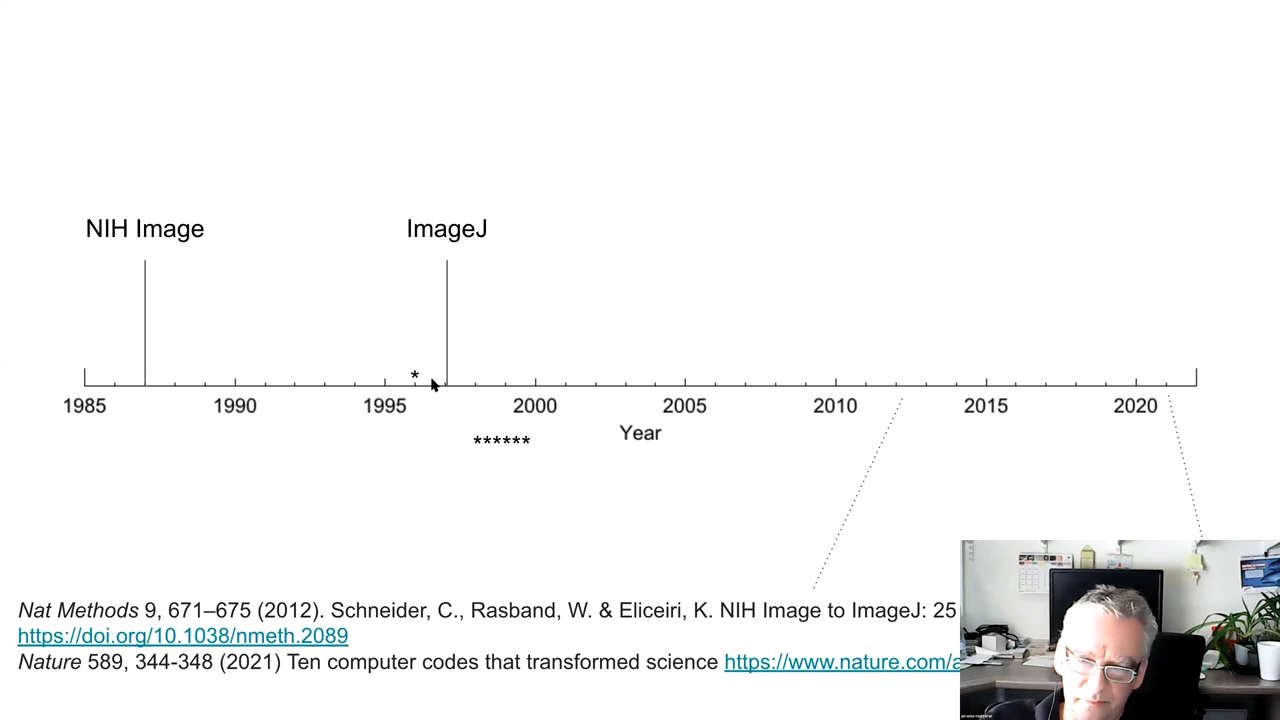 NIH Image ImageJ
*
1985 1990 1995 2000 2005 2010 2015 2020
Year
******
Nat Methods 9, 671–675 (2012). Schneider, C., Rasband, W. & Eliceiri, K. NIH Image to ImageJ: 25
https://doi.org/10.1038/nmeth.2089
Nature 589, 344-348 (2021) Ten computer codes that transformed science https://www.nature.com/a